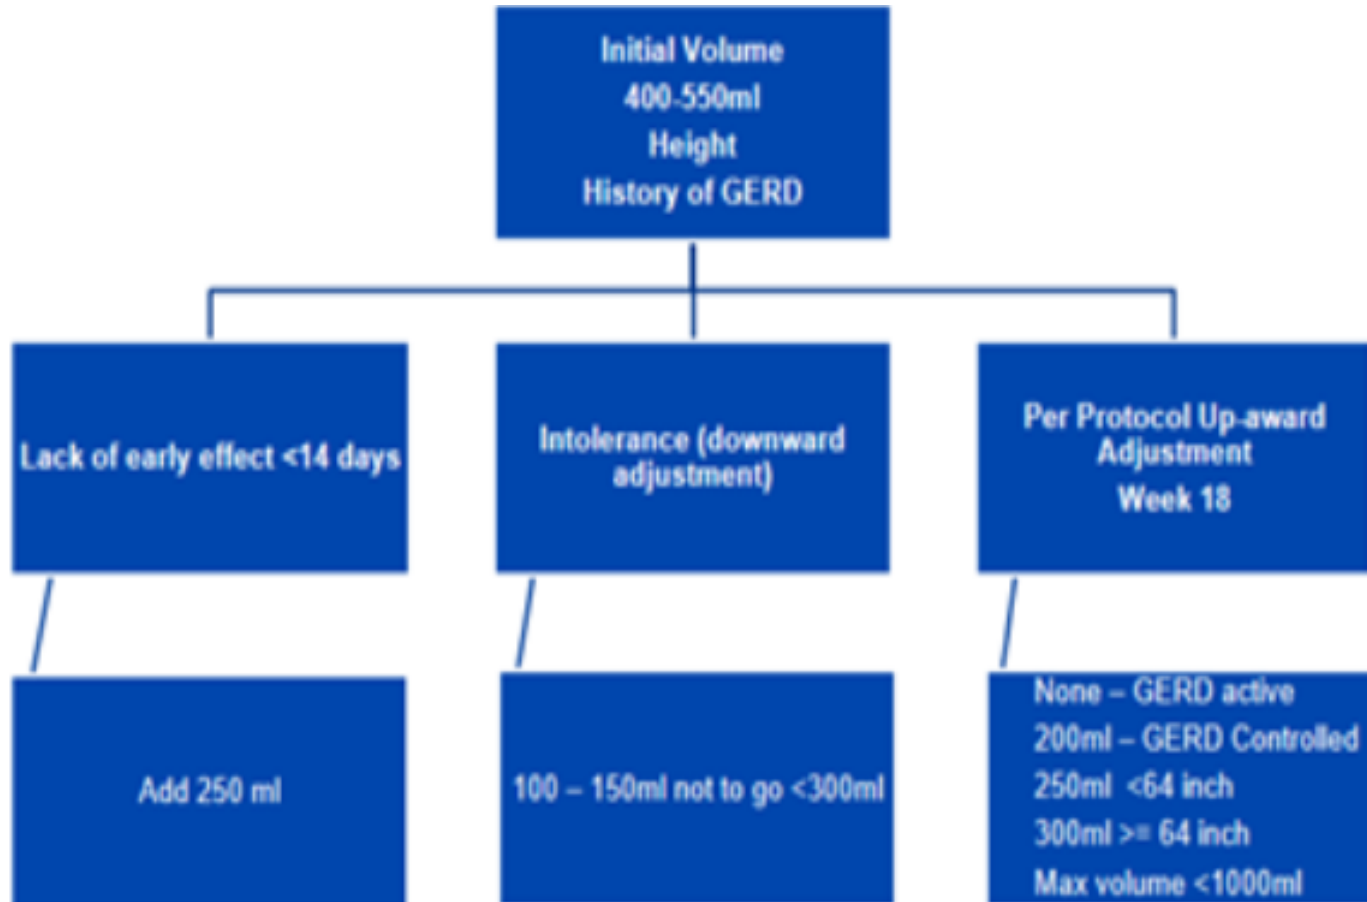 Initial Volume
400-550ml
Height
History of GERD
Lack of early effect <14 days
Intolerance (downward
adjustment)
Per Protocol Up-award
Adjustment
Week 18
Add 250 ml
100 – 150ml not to go <300ml
None – GERD active
200ml – GERD Controlled
250ml <64 inch
300ml >= 64 inch
Max volume <1000ml